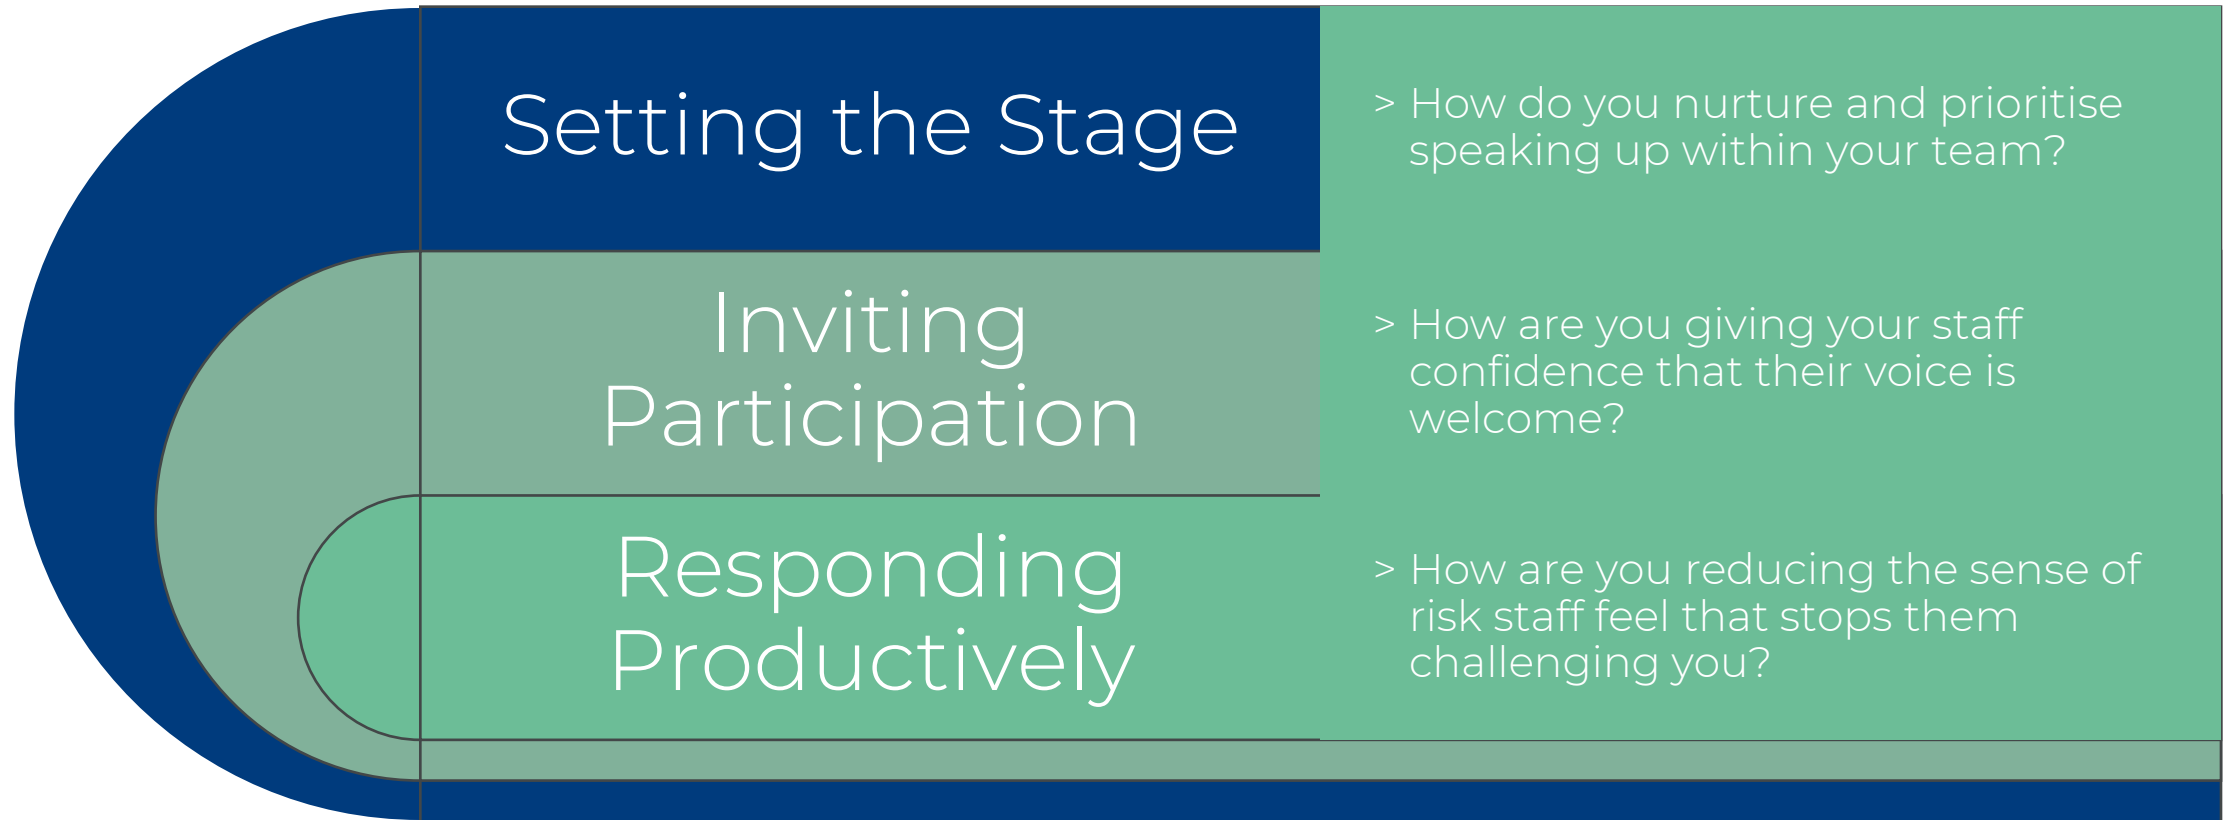 Setting the Stage
> How do you nurture and prioritise
speaking up within your team?
Inviting
Participation
> How are you giving your staff
confidence that their voice is
welcome?
Responding
Productively
> How are you reducing the sense of
risk staff feel that stops them
challenging you?